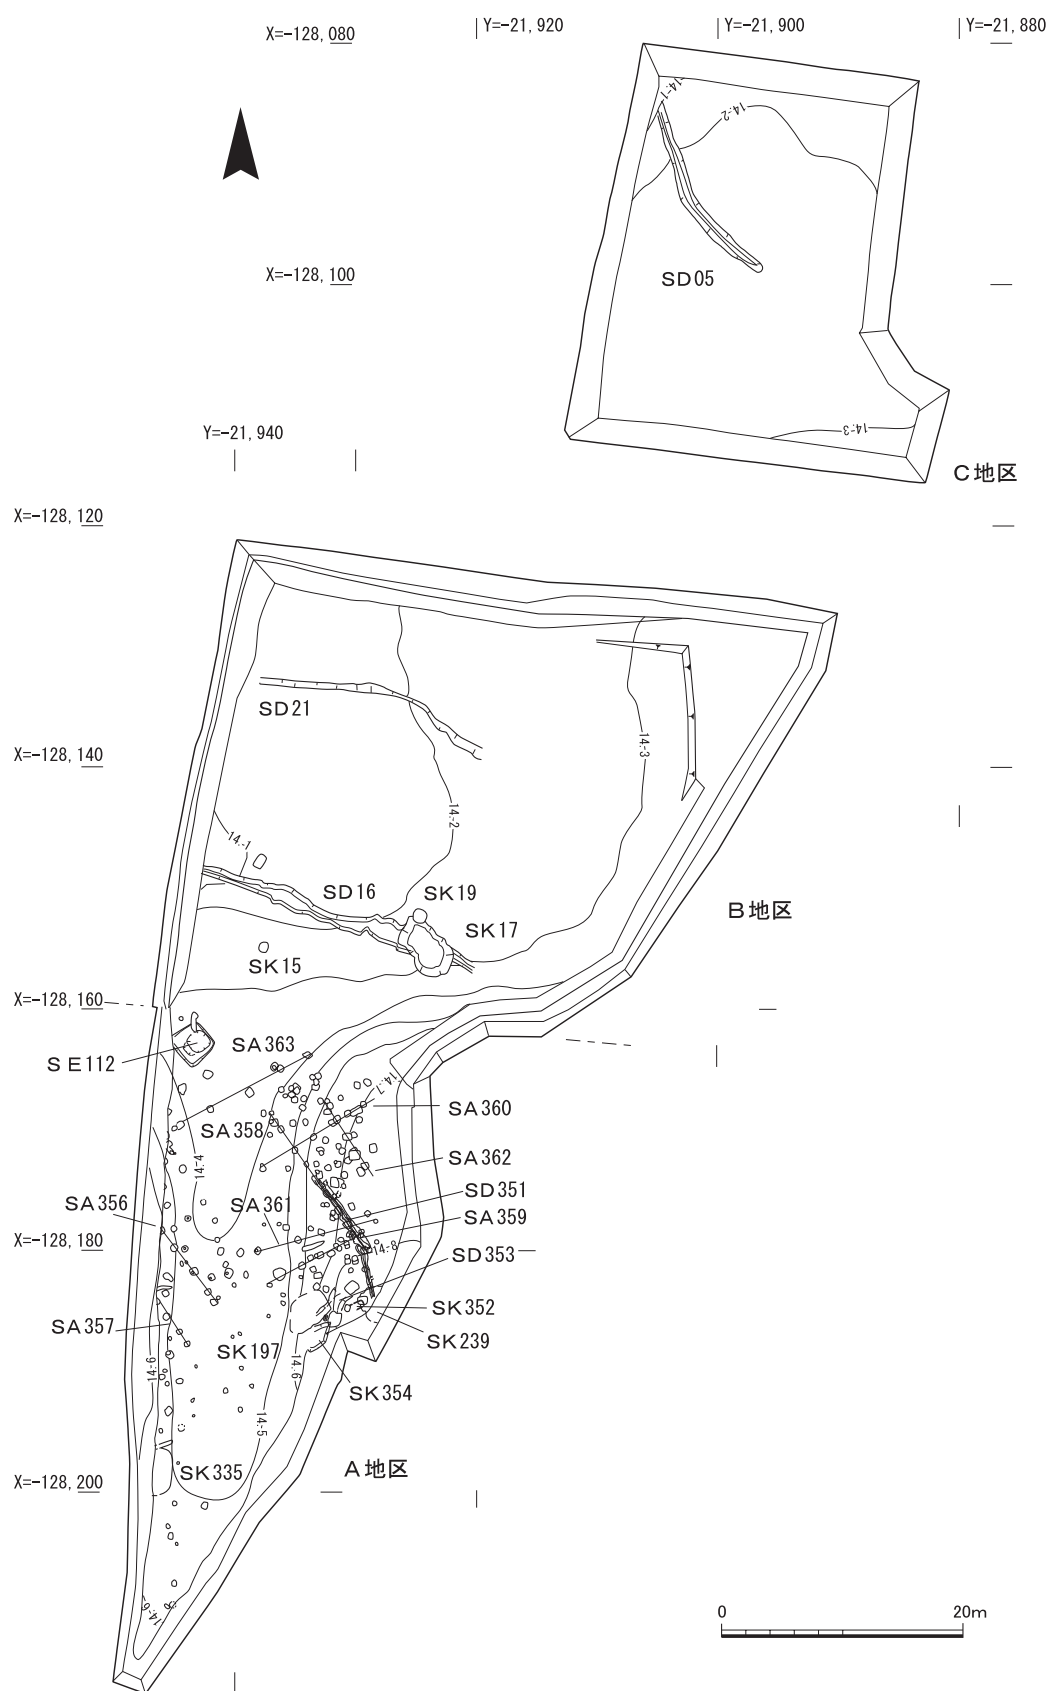 X=-128,080
Y=-21,920
Y=-21,900
Y=-21,880
14.1
14.2
SD05
X=-128,100
14.3
C地区
Y=-21,940
X=-128,120
SD21
14.3
X=-128,140
14.2
14.1
SD16
SK19
SK17
B地区
SK15
X=-128,160
SE112
SA363
14.7
SA360
SA358
SA362
14.4
SD351
SA356
SA361
SA359
X=-128,180
14.8
SD353
SK352
SA357
SK239
SK197
14.6
14.6
SK354
14.5
A地区
SK335
X=-128,200
14.6
0
20m